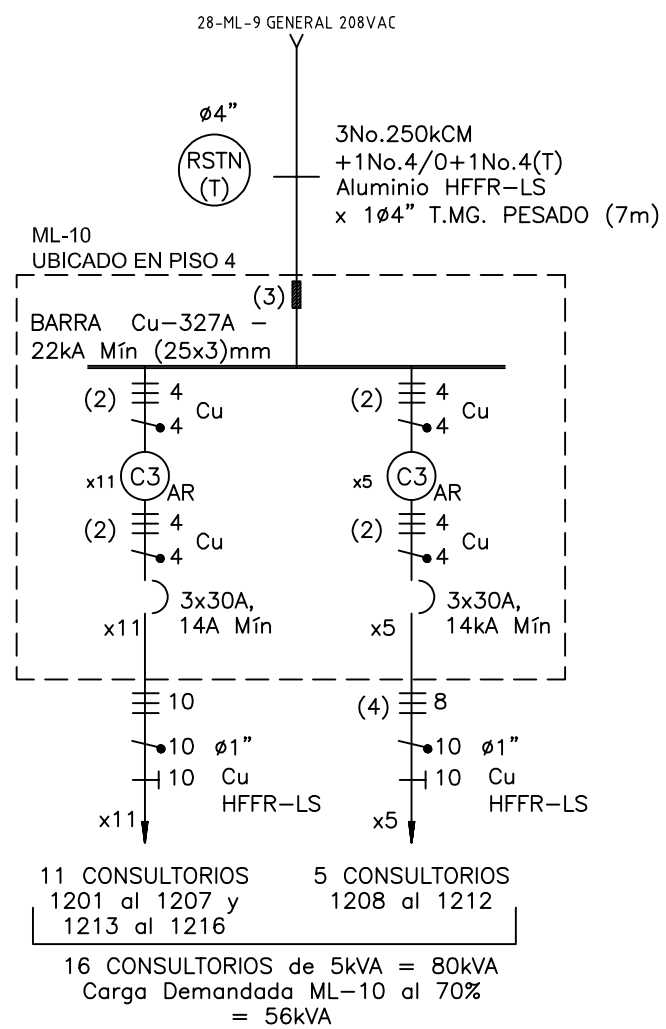 28-ML-9 GENERAL 208VAC
ø4"
RSTN
(T)
3No.250kCM
+1No.4/0+1No.4(T)
Aluminio HFFR-LS
x 1ø4" T.MG. PESADO (7m)
ML-10
UBICADO EN PISO 4
(3)
BARRA Cu-327A -
22kA Mín (25x3)mm
(2) 4
4 Cu
x11 C3 AR
(2) 4
4 Cu
3x30A,
14A Mín
x11
10
10 ø1"
10 Cu
HFFR-LS
x11
(2) 4
4 Cu
x5 C3 AR
(2) 4
4 Cu
3x30A,
14kA Mín
x5
(4) 8
10 ø1"
10 Cu
HFFR-LS
x5
11 CONSULTORIOS
1201 al 1207 y
1213 al 1216
5 CONSULTORIOS
1208 al 1212
16 CONSULTORIOS de 5kVA = 80kVA
Carga Demandada ML-10 al 70%
= 56kVA